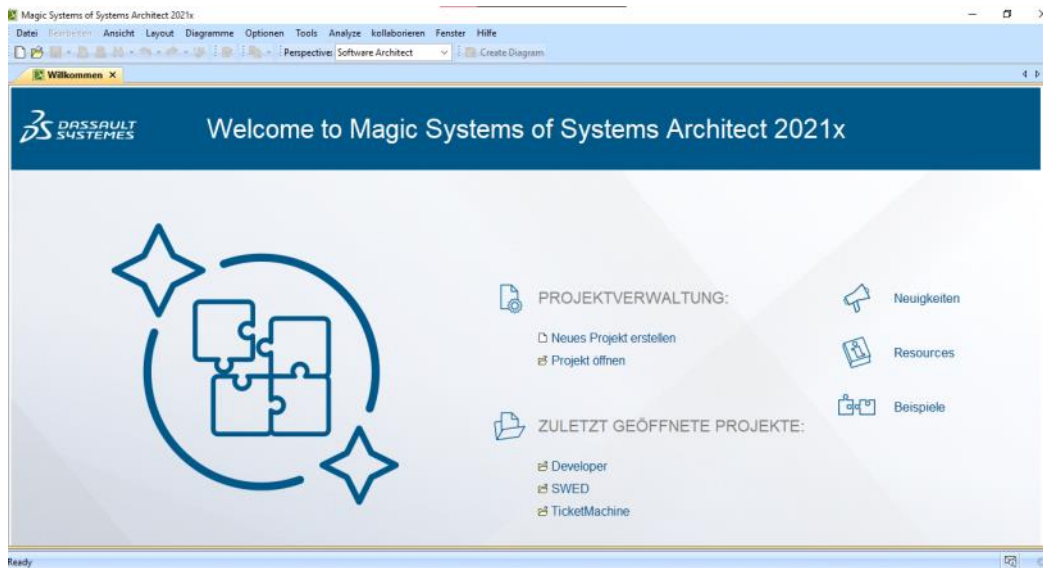 Magic Systems of Systems Architect 2021x
Datei Bearbeiten Ansicht Layout Diagramme Optionen Tools Analyze kollaborieren Fenster Hilfe
Perspective: Software Architect Create Diagram
Willkommen
DASSAULT SYSTEMES
Welcome to Magic Systems of Systems Architect 2021x
PROJEKTVERWALTUNG:
Neues Projekt erstellen
Projekt öffnen
ZULETZT GEÖFFNETE PROJEKTE:
Developer
SWED
TicketMachine
Neuigkeiten
Resources
Beispiele
Ready